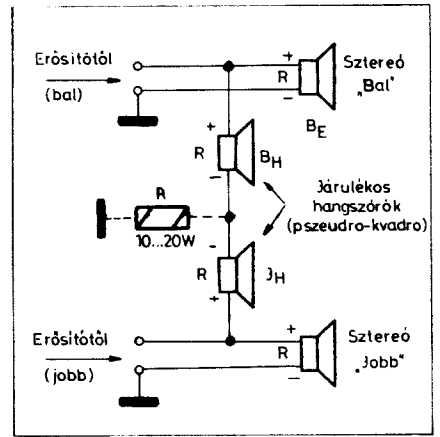 Erősítőtől
(bal)
+
R
-
Sztereó
„Bal"
B_E
+
R
-
B_H
R
10...20W
Járulékos
hangszórók
(pszeudro-kvadro)
-
R
+
J_H
Erősítőtől
(jobb)
+
R
-
Sztereó
„Jobb"